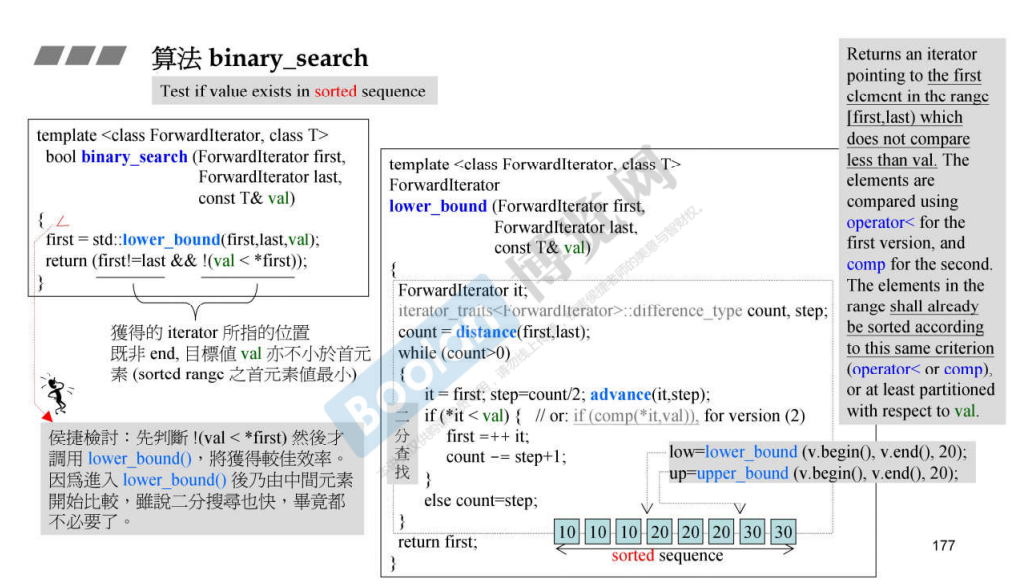 算法 binary_search
Test if value exists in sorted sequence
template <class ForwardIterator, class T>
bool binary_search (ForwardIterator first,
ForwardIterator last,
const T& val)
{
first = std::lower_bound(first,last,val);
return (first!=last && !(val < *first));
}
獲得的 iterator 所指的位置
既非 end, 目標值 val 亦不小於首元
素 (sorted range 之首元素值最小)
侯捷檢討：先判斷 !(val < *first) 然後才
調用 lower_bound()，將獲得較佳效率。
因爲進入 lower_bound() 後乃由中間元素
開始比較，雖說二分搜尋也快，畢竟都
不必要了。
template <class ForwardIterator, class T>
ForwardIterator
lower_bound (ForwardIterator first,
ForwardIterator last,
const T& val)
{
ForwardIterator it;
iterator_traits<ForwardIterator>::difference_type count, step;
count = distance(first,last);
while (count>0)
{
it = first; step=count/2; advance(it,step);
if (*it < val) { // or: if (comp(*it,val)), for version (2)
first =++ it;
count -= step+1;
}
else count=step;
}
return first;
}
二
分
查
找
low=lower_bound (v.begin(), v.end(), 20);
up=upper_bound (v.begin(), v.end(), 20);
10 10 10 20 20 20 30 30
sorted sequence
Returns an iterator
pointing to the first
element in the range
[first,last) which
does not compare
less than val. The
elements are
compared using
operator< for the
first version, and
comp for the second.
The elements in the
range shall already
be sorted according
to this same criterion
(operator< or comp),
or at least partitioned
with respect to val.
177
Boolan 博览网